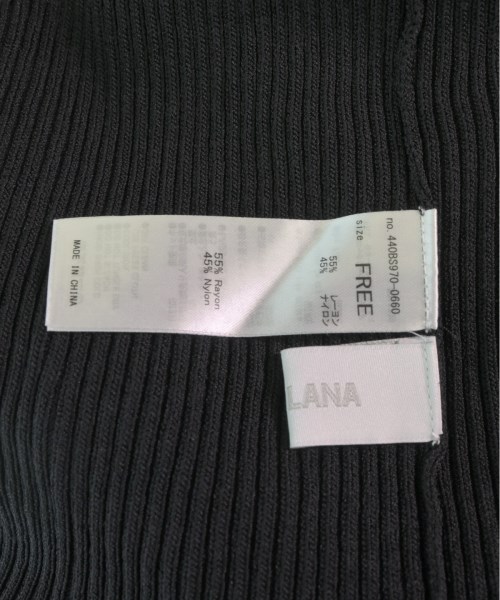 no. 4408S970-0660
size FREE
55% レーヨン
45% ナイロン
55% Rayon
45% Nylon
MADE IN CHINA
LANA